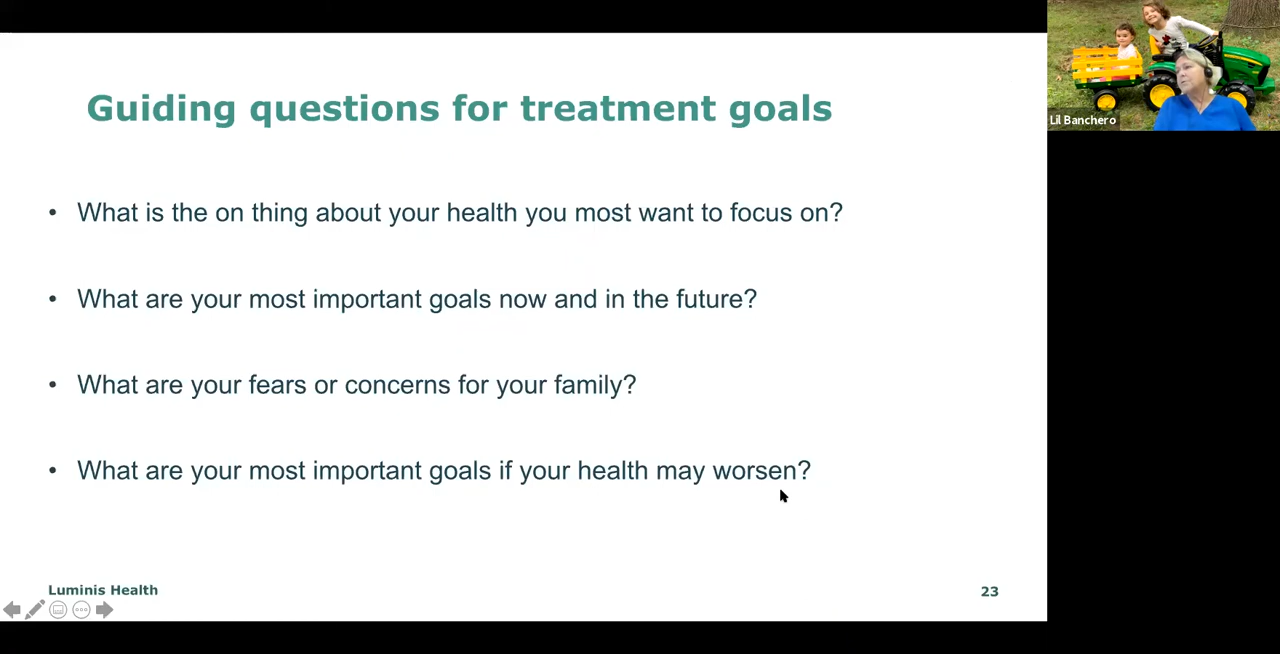 Guiding questions for treatment goals
• What is the on thing about your health you most want to focus on?
• What are your most important goals now and in the future?
• What are your fears or concerns for your family?
• What are your most important goals if your health may worsen?
Luminis Health
23
Lil Banchero